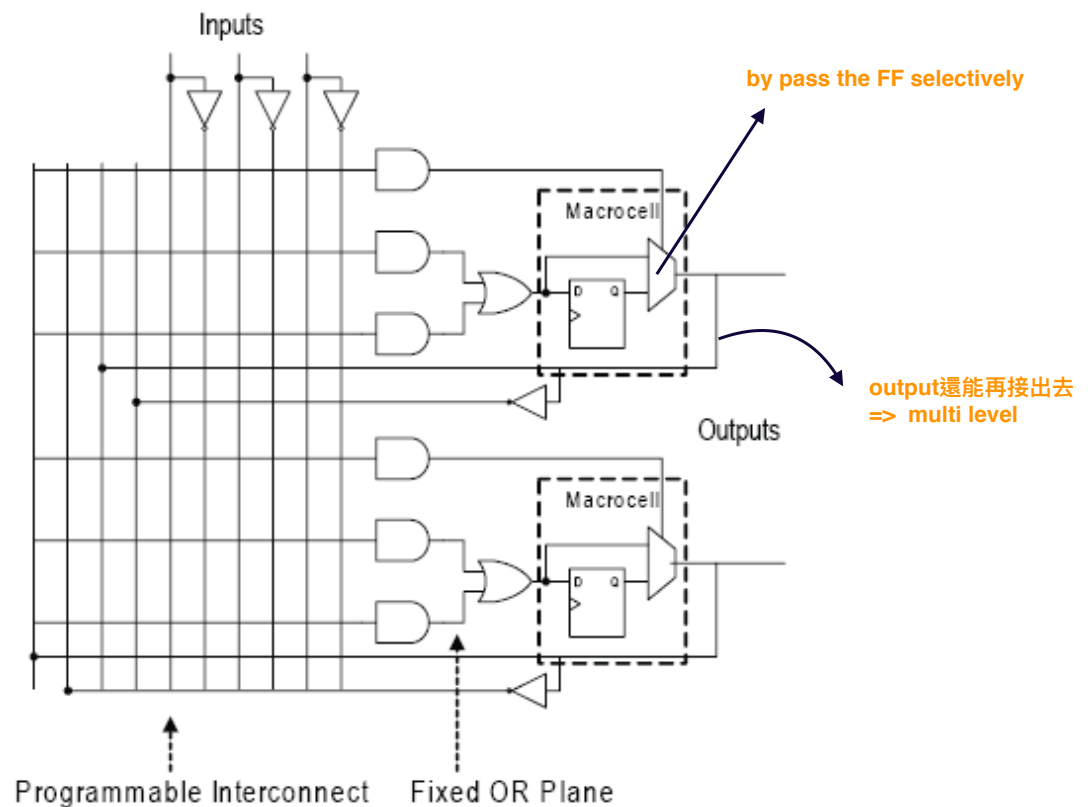 Inputs
by pass the FF selectively
Macrocell
D Q
output還能再接出去
=> multi level
Outputs
Macrocell
D Q
Programmable Interconnect
Fixed OR Plane